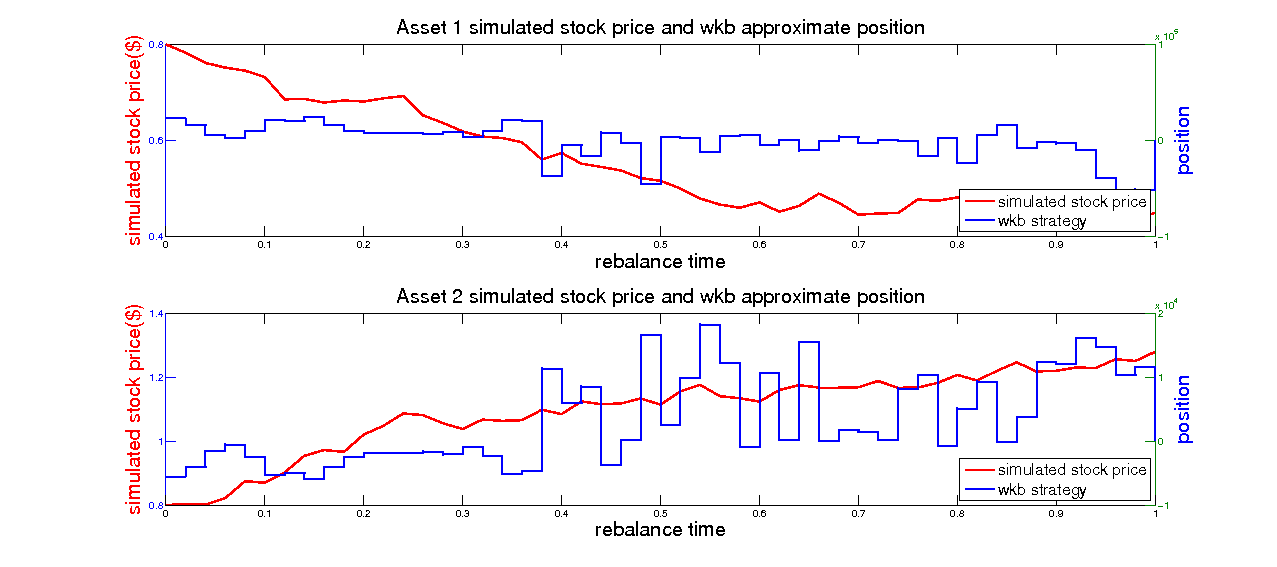 Asset 1 simulated stock price and wkb approximate position
x 10^5
simulated stock price($)
0.8
0.6
0.4
1
0
-1
position
simulated stock price
wkb strategy
0 0.1 0.2 0.3 0.4 0.5 0.6 0.7 0.8 0.9 1
rebalance time
Asset 2 simulated stock price and wkb approximate position
x 10^4
simulated stock price($)
1.4
1.2
1
0.8
2
1
0
-1
position
simulated stock price
wkb strategy
0 0.1 0.2 0.3 0.4 0.5 0.6 0.7 0.8 0.9 1
rebalance time